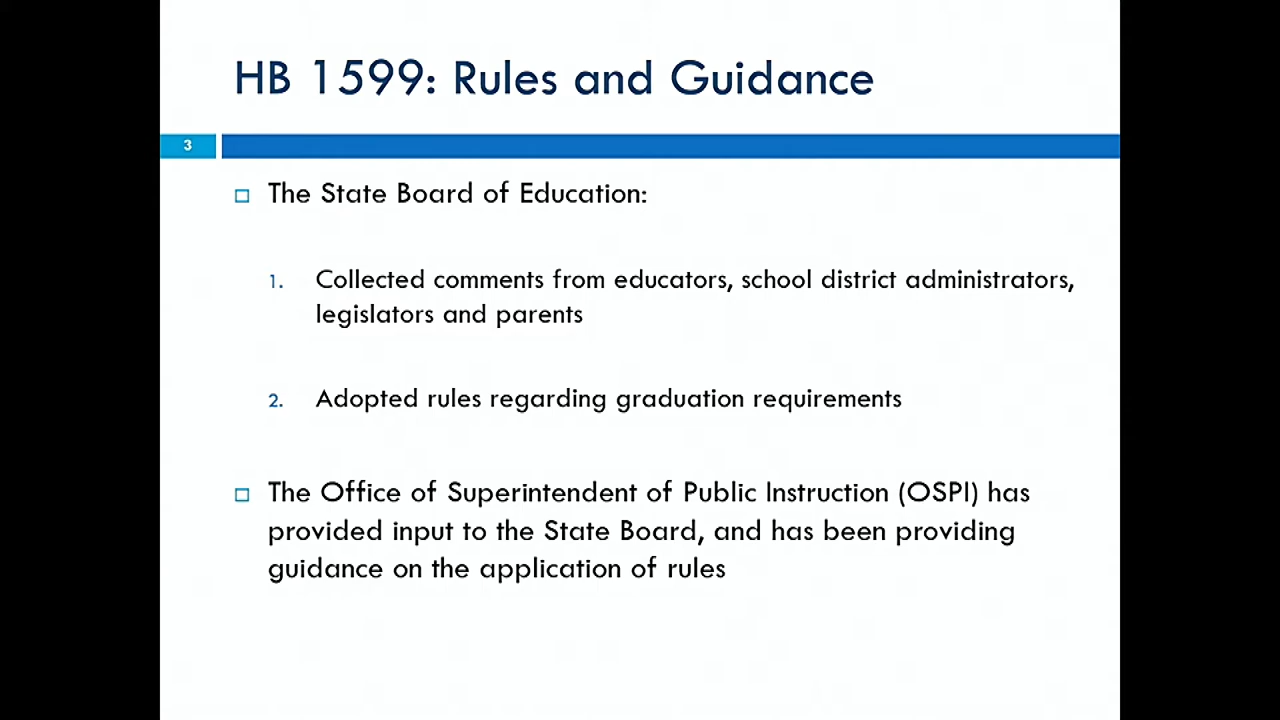 HB 1599: Rules and Guidance
3
The State Board of Education:
1. Collected comments from educators, school district administrators,
legislators and parents
2. Adopted rules regarding graduation requirements
The Office of Superintendent of Public Instruction (OSPI) has
provided input to the State Board, and has been providing
guidance on the application of rules